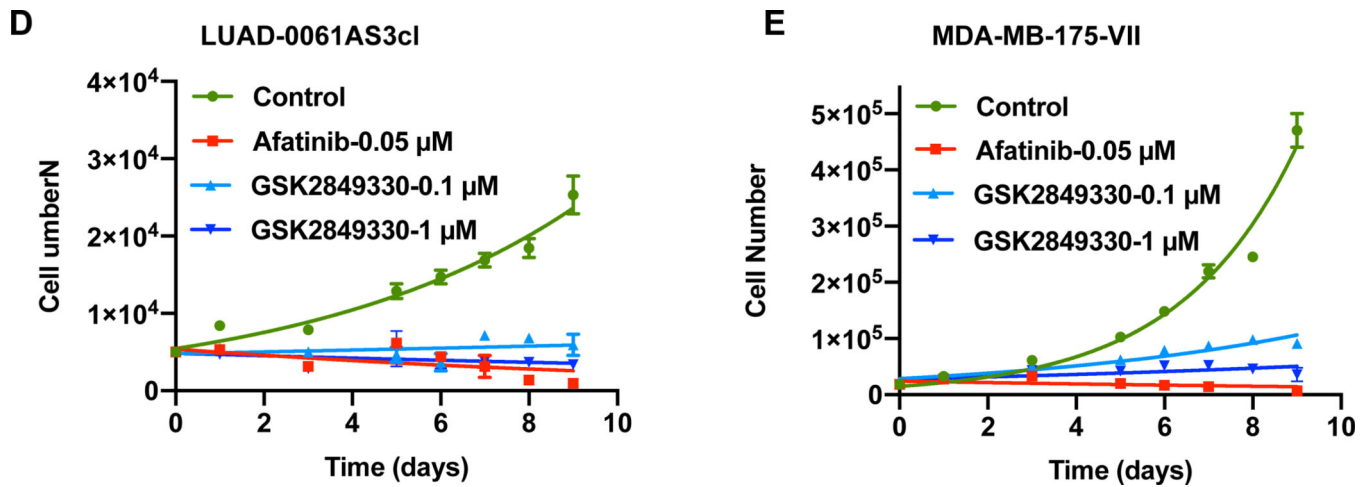 D
LUAD-0061AS3cl
Cell umberN
4×10⁴
3×10⁴
2×10⁴
1×10⁴
0
Control
Afatinib-0.05 µM
GSK2849330-0.1 µM
GSK2849330-1 µM
0 2 4 6 8 10
Time (days)
E
MDA-MB-175-VII
Cell Number
5×10⁵
4×10⁵
3×10⁵
2×10⁵
1×10⁵
0
Control
Afatinib-0.05 µM
GSK2849330-0.1 µM
GSK2849330-1 µM
0 2 4 6 8 10
Time (days)